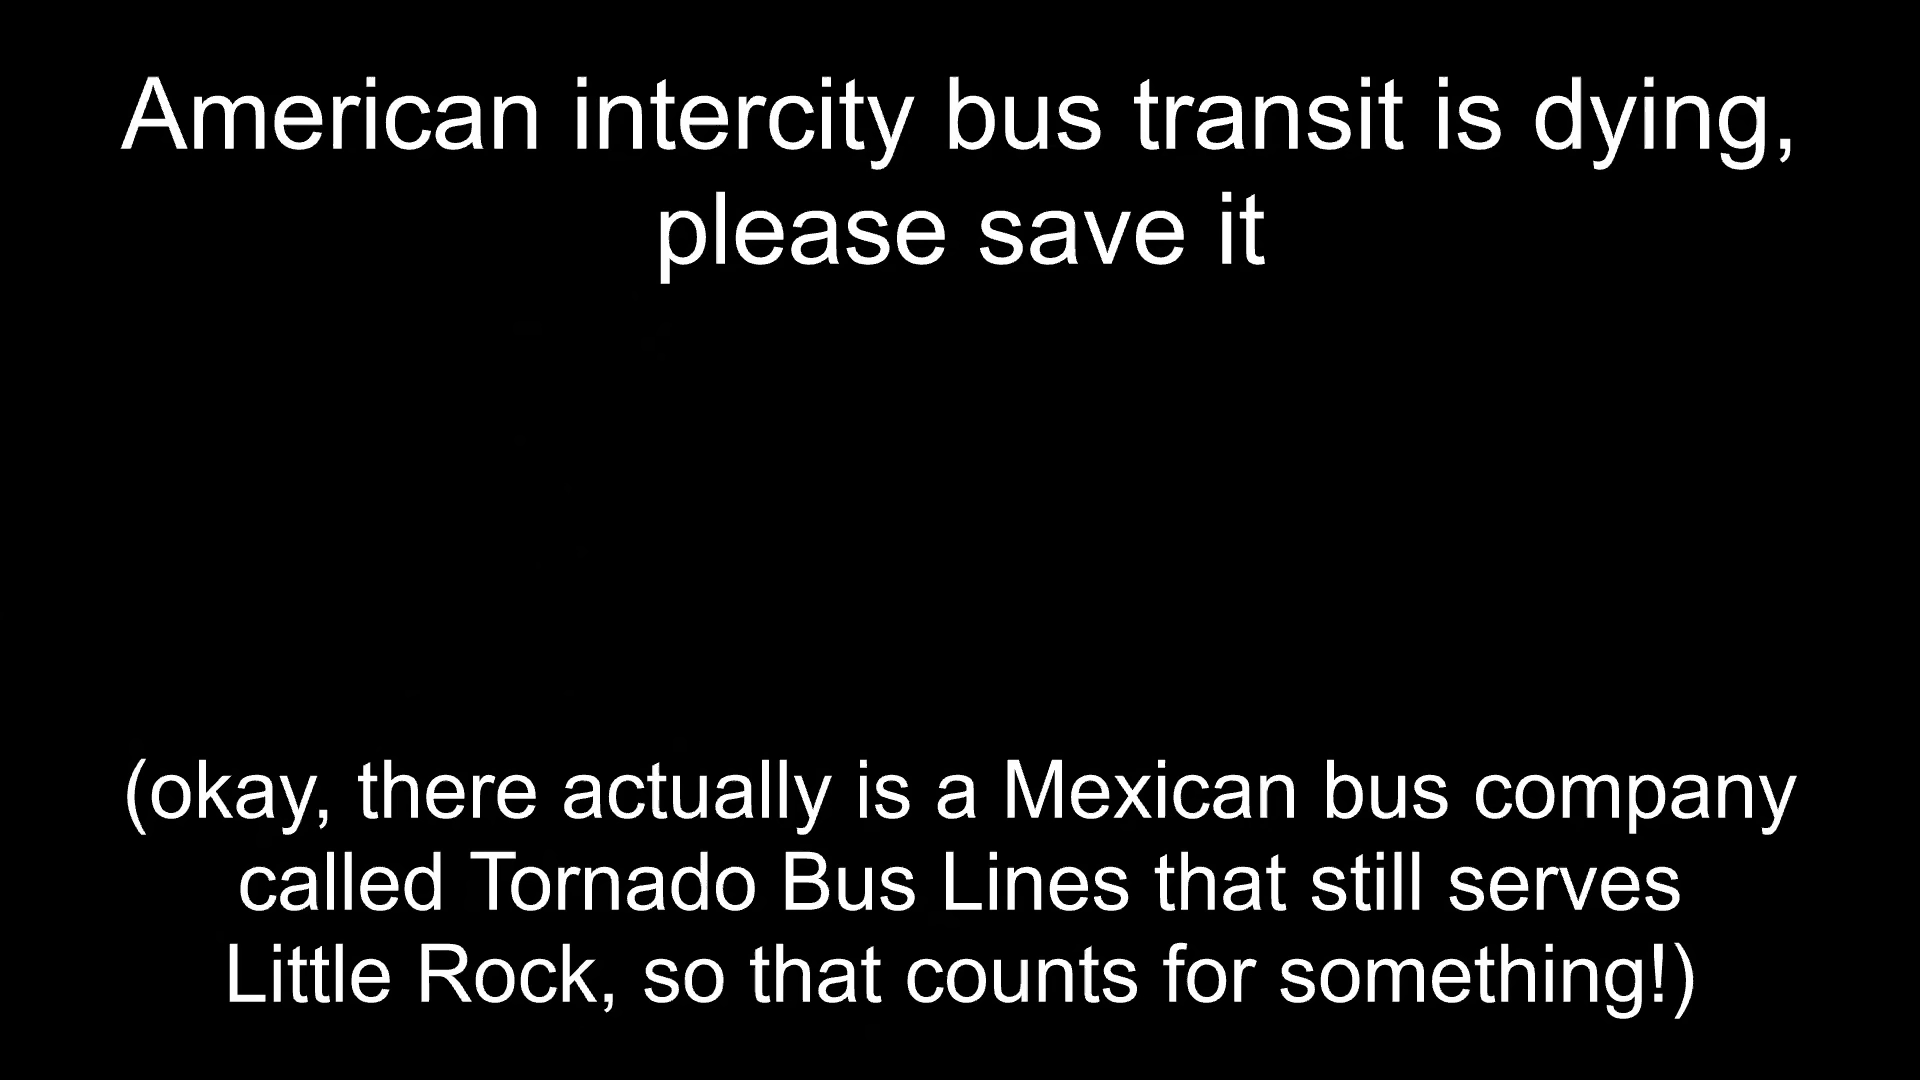 American intercity bus transit is dying,
please save it
(okay, there actually is a Mexican bus company
called Tornado Bus Lines that still serves
Little Rock, so that counts for something!)